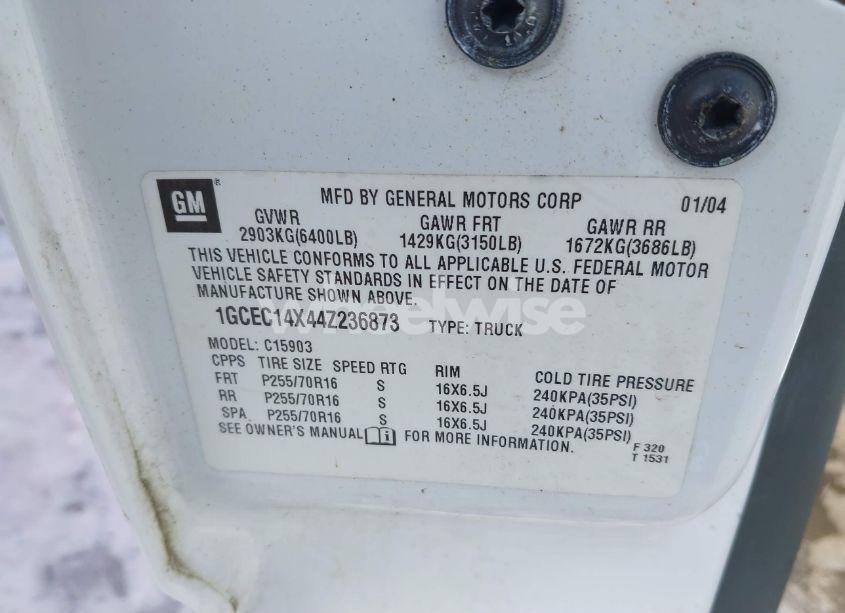 GM
MFD BY GENERAL MOTORS CORP 01/04
GVWR GAWR FRT GAWR RR
2903KG(6400LB) 1429KG(3150LB) 1672KG(3686LB)
THIS VEHICLE CONFORMS TO ALL APPLICABLE U.S. FEDERAL MOTOR
VEHICLE SAFETY STANDARDS IN EFFECT ON THE DATE OF
MANUFACTURE SHOWN ABOVE.
wheelwise
1GCEC14X44Z236873 TYPE: TRUCK
MODEL: C15903
CPPS TIRE SIZE SPEED RTG RIM COLD TIRE PRESSURE
FRT P255/70R16 S 16X6.5J 240KPA(35PSI)
RR P255/70R16 S 16X6.5J 240KPA(35PSI)
SPA P255/70R16 S 16X6.5J 240KPA(35PSI)
SEE OWNER'S MANUAL FOR MORE INFORMATION.
F 320
T 1531